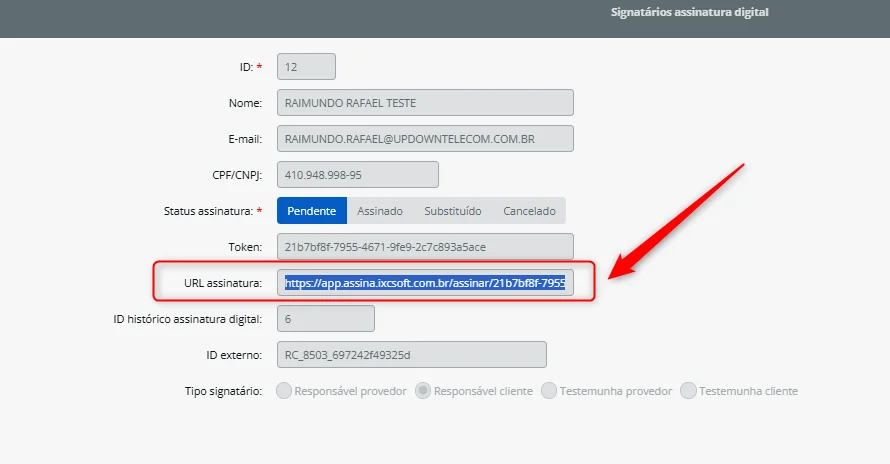 Signatários assinatura digital
ID: * 12
Nome: RAIMUNDO RAFAEL TESTE
E-mail: RAIMUNDO.RAFAEL@UPDOWNTELECOM.COM.BR
CPF/CNPJ: 410.948.998-95
Status assinatura: * Pendente Assinado Substituído Cancelado
Token: 21b7bf8f-7955-4671-9fe9-2c7c893a5ace
URL assinatura: https://app.assina.ixcsoft.com.br/assinar/21b7bf8f-7955
ID histórico assinatura digital: 6
ID externo: RC_8503_697242f49325d
Tipo signatário: Responsável provedor Responsável cliente Testemunha provedor Testemunha cliente